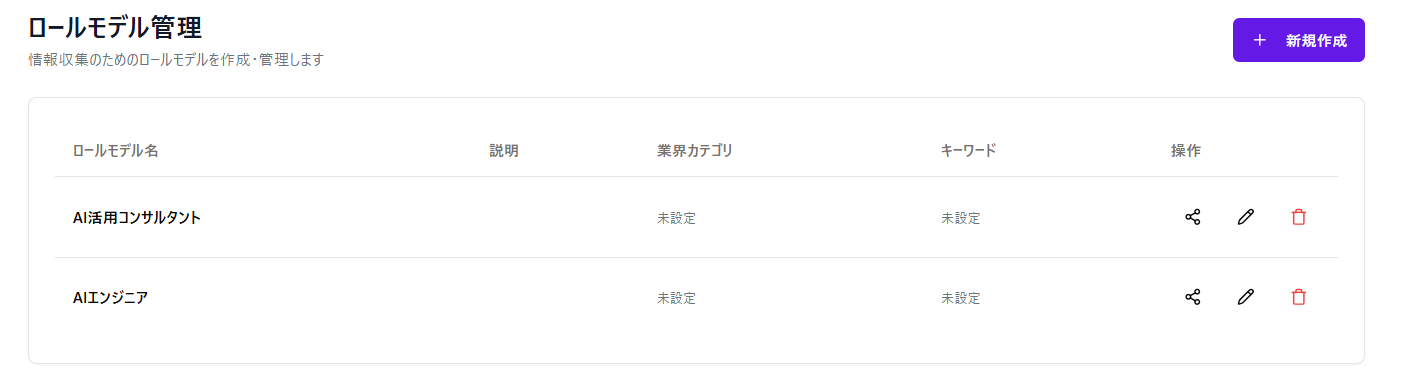 ロールモデル管理
情報収集のためのロールモデルを作成・管理します
+ 新規作成
ロールモデル名 説明 業界カテゴリ キーワード 操作
AI活用コンサルタント 未設定 未設定
AIエンジニア 未設定 未設定